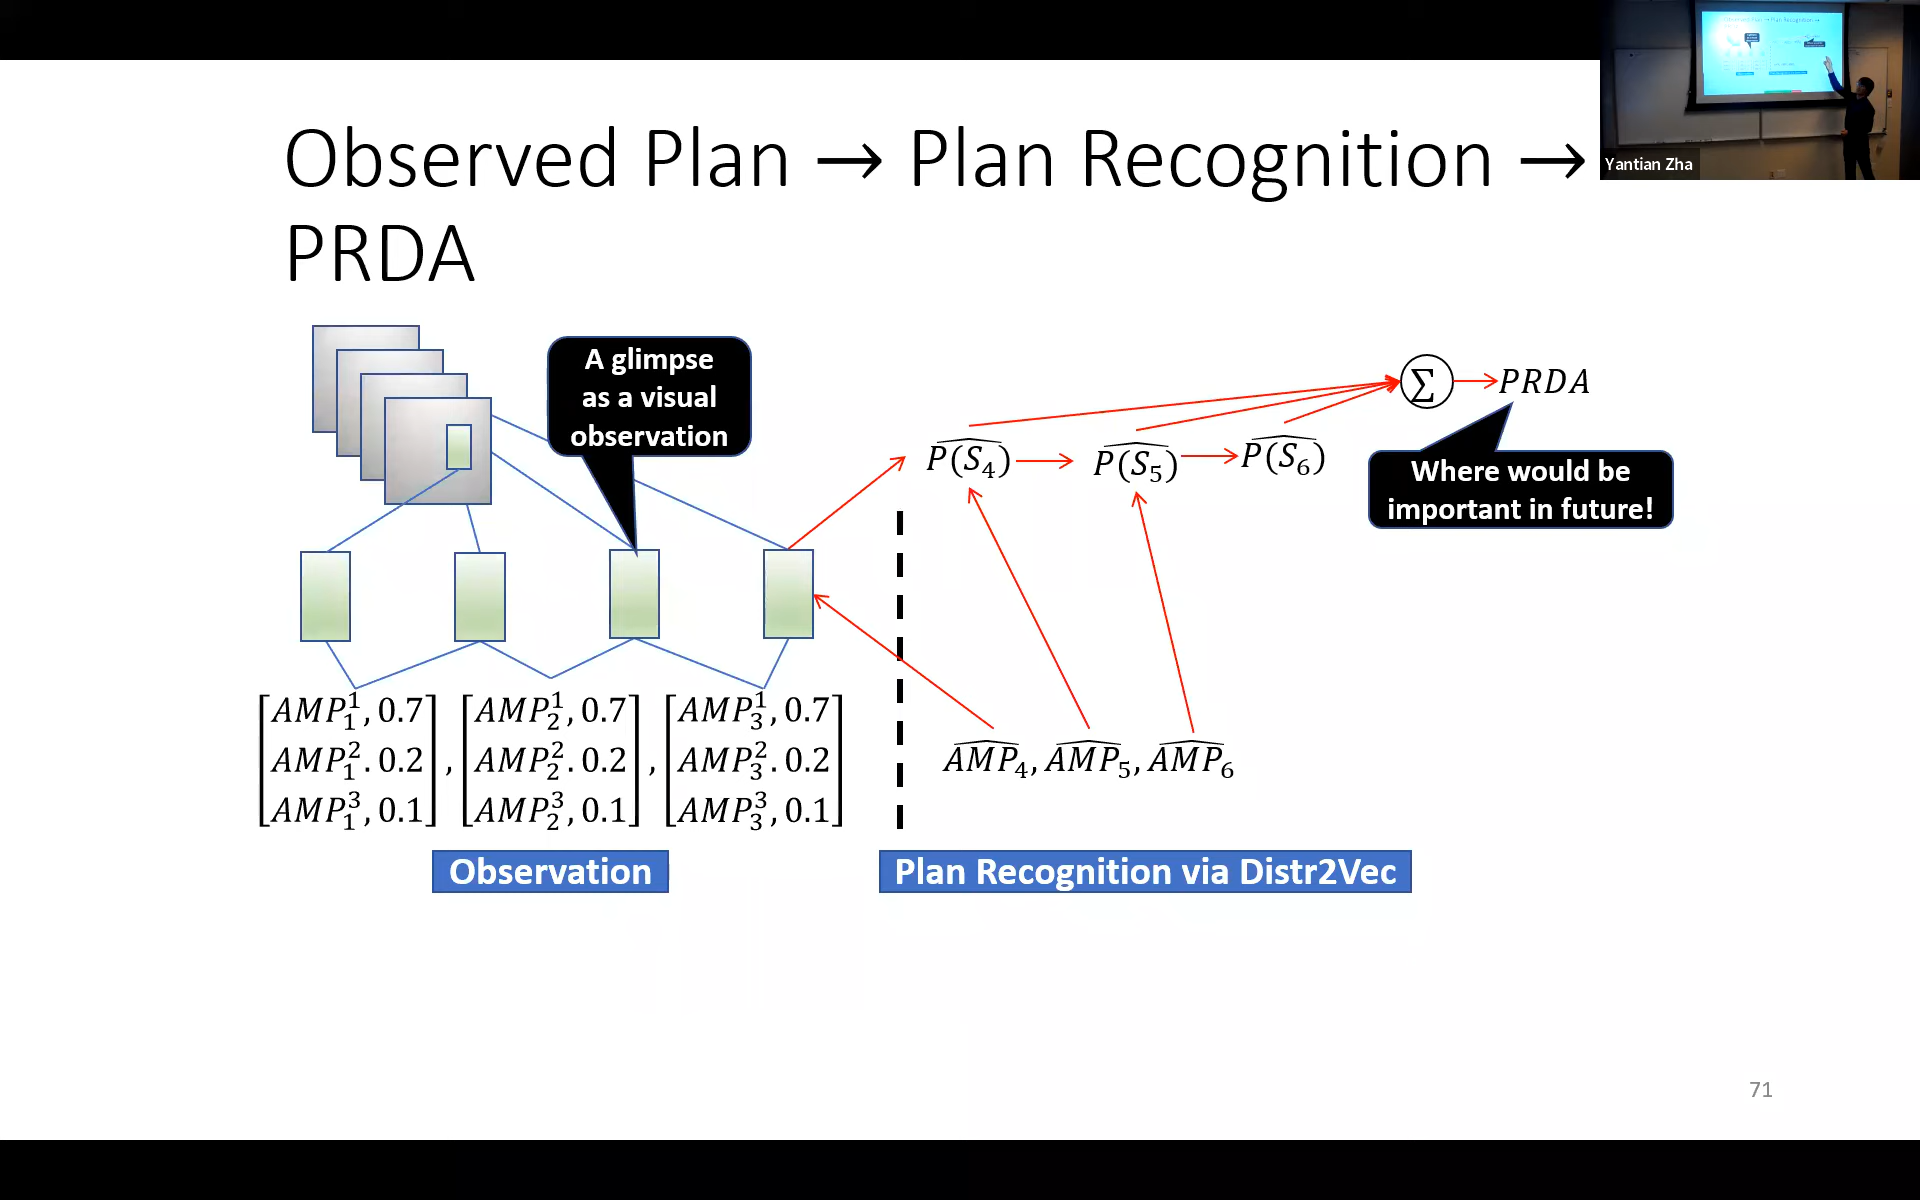 Observed Plan → Plan Recognition →
PRDA
Yantian Zha
A glimpse
as a visual
observation
∑ PRDA
P(S₄) P(S₅) P(S₆)
Where would be
important in future!
[AMP₁¹, 0.7] [AMP₂¹, 0.7] [AMP₃¹, 0.7]
[AMP₁². 0.2], [AMP₂². 0.2], [AMP₃². 0.2]
[AMP₁³, 0.1] [AMP₂³, 0.1] [AMP₃³, 0.1]
AMP₄, AMP₅, AMP₆
Observation
Plan Recognition via Distr2Vec
71